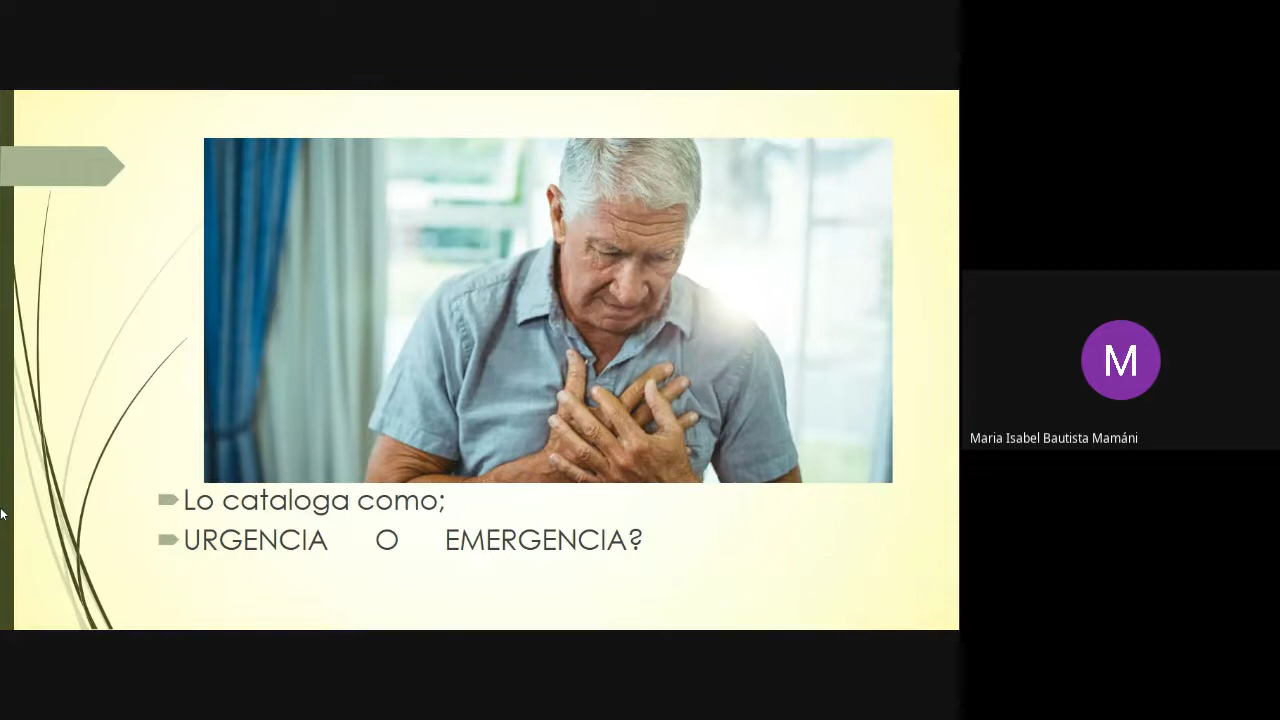 Lo cataloga como;
URGENCIA O EMERGENCIA?
M
Maria Isabel Bautista Mamáni